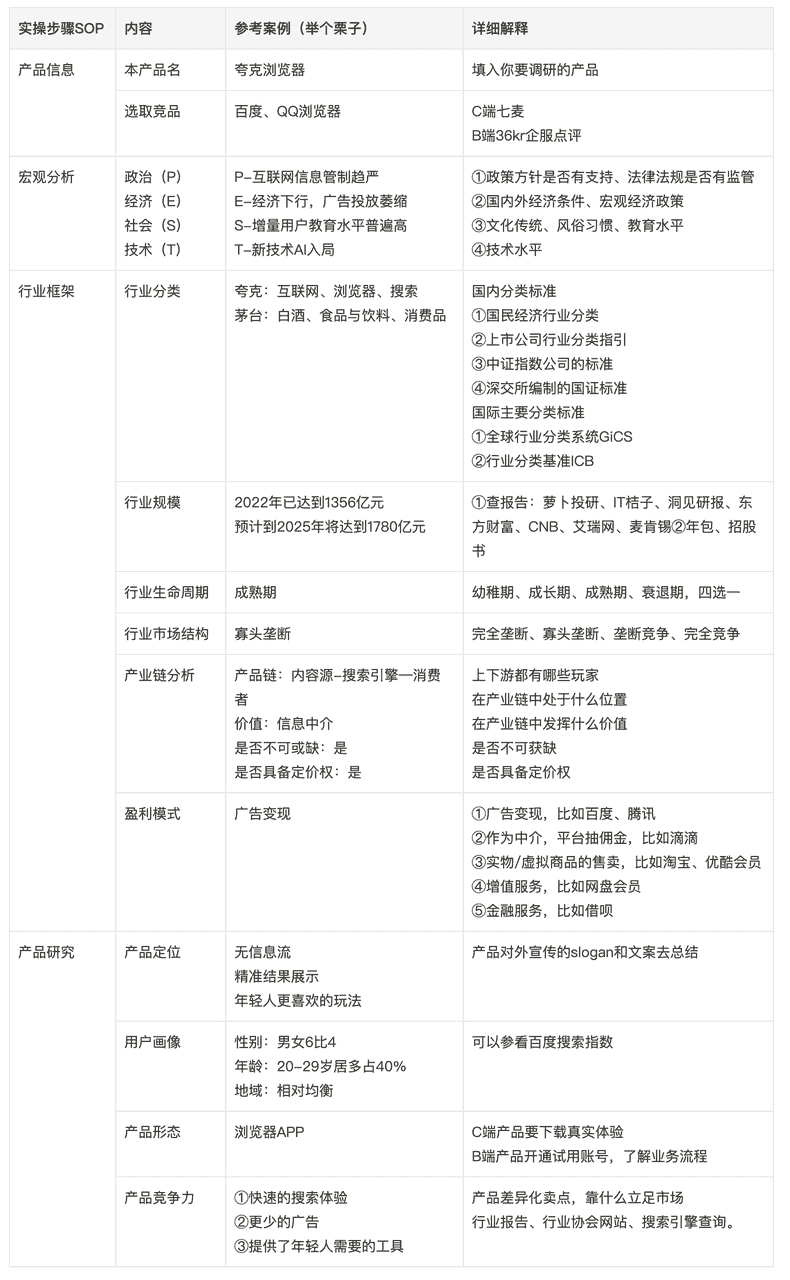 实操步骤SOP 内容 参考案例（举个栗子） 详细解释
产品信息 本产品名 夸克浏览器 填入你要调研的产品
选取竞品 百度、QQ浏览器 C端七麦
B端36kr企服点评
宏观分析 政治（P） P-互联网信息管制趋严 ①政策方针是否有支持、法律法规是否有监管
经济（E） E-经济下行，广告投放萎缩 ②国内外经济条件、宏观经济政策
社会（S） S-增量用户教育水平普遍高 ③文化传统、风俗习惯、教育水平
技术（T） T-新技术AI入局 ④技术水平
行业框架 行业分类 夸克：互联网、浏览器、搜索 国内分类标准
茅台：白酒、食品与饮料、消费品 ①国民经济行业分类
②上市公司行业分类指引
③中证指数公司的标准
④深交所编制的国证标准
国际主要分类标准
①全球行业分类系统GiCS
②行业分类基准ICB
行业规模 2022年已达到1356亿元 ①查报告：萝卜投研、IT桔子、洞见研报、东
预计到2025年将达到1780亿元 方财富、CNB、艾瑞网、麦肯锡②年包、招股
书
行业生命周期 成熟期 幼稚期、成长期、成熟期、衰退期，四选一
行业市场结构 寡头垄断 完全垄断、寡头垄断、垄断竞争、完全竞争
产业链分析 产品链：内容源-搜索引擎—消费 上下游都有哪些玩家
者 在产业链中处于什么位置
价值：信息中介 在产业链中发挥什么价值
是否不可或缺：是 是否不可获缺
是否具备定价权：是 是否具备定价权
盈利模式 广告变现 ①广告变现，比如百度、腾讯
②作为中介，平台抽佣金，比如滴滴
③实物/虚拟商品的售卖，比如淘宝、优酷会员
④增值服务，比如网盘会员
⑤金融服务，比如借呗
产品研究 产品定位 无信息流 产品对外宣传的slogan和文案去总结
精准结果展示
年轻人更喜欢的玩法
用户画像 性别：男女6比4 可以参看百度搜索指数
年龄：20-29岁居多占40%
地域：相对均衡
产品形态 浏览器APP C端产品要下载真实体验
B端产品开通试用账号，了解业务流程
产品竞争力 ①快速的搜索体验 产品差异化卖点，靠什么立足市场
②更少的广告 行业报告、行业协会网站、搜索引擎查询。
③提供了年轻人需要的工具